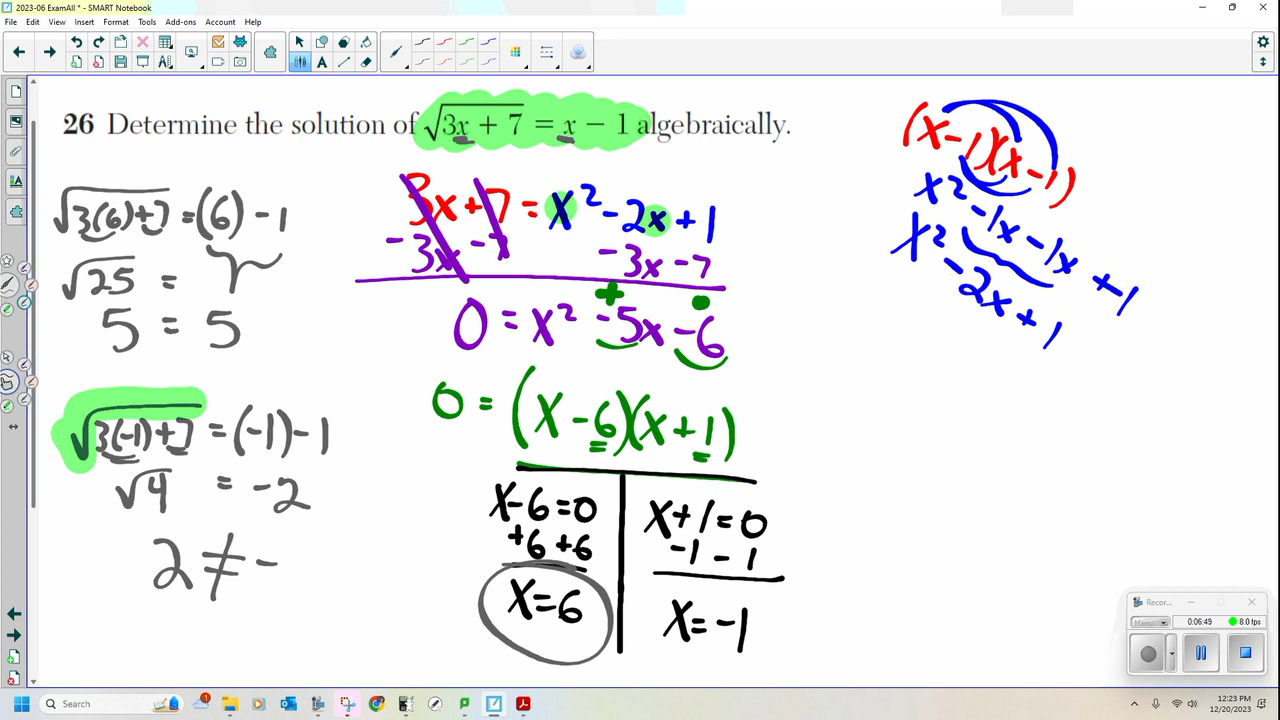 2023-06 ExamAll * - SMART Notebook
File Edit View Insert Format Tools Add-ons Account Help
26 Determine the solution of √3x + 7 = x − 1 algebraically.
√3(6)+7 = (6) - 1
√25 =
5 = 5
√3(-1)+7 = (-1) - 1
√4 = -2
2 ≠ -
3x+7 = x² -2x +1
-3x -7 -3x -7
0 = x² -5x -6
0 = (x-6)(x+1)
x-6=0
+6 +6
x=6
x+1=0
-1 -1
x=-1
(x-1)(x-1)
x² -1x -1x +1
x² -2x +1
Recor...
0:06:49
8.0 fps
1
Search
12:23 PM
12/20/2023